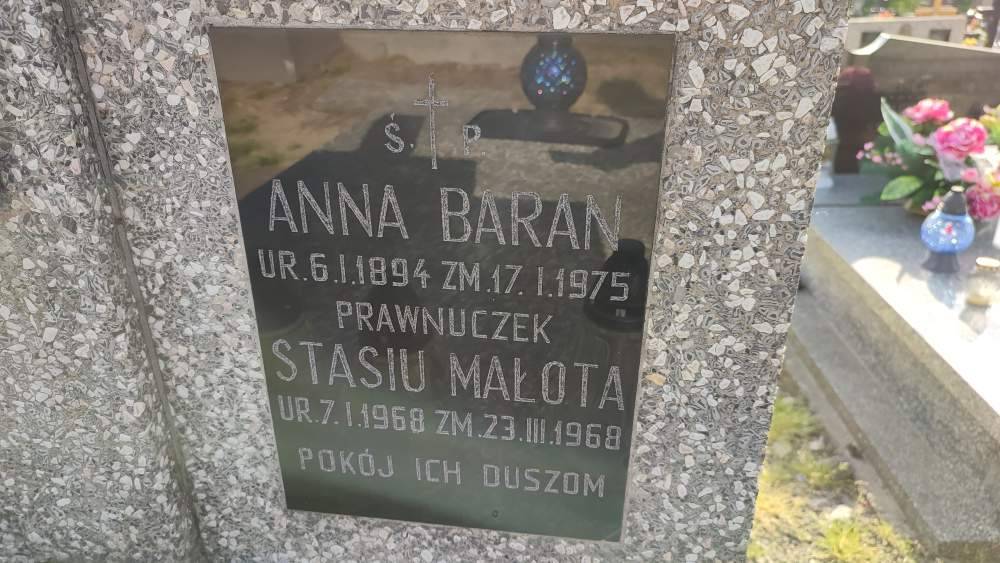 Ś. P.
ANNA BARAN
UR. 6.I.1894 ZM. 17.I.1975
PRAWNUCZEK
STASIU MAŁOTA
UR. 7.I.1968 ZM. 23.III.1968
POKÓJ ICH DUSZOM